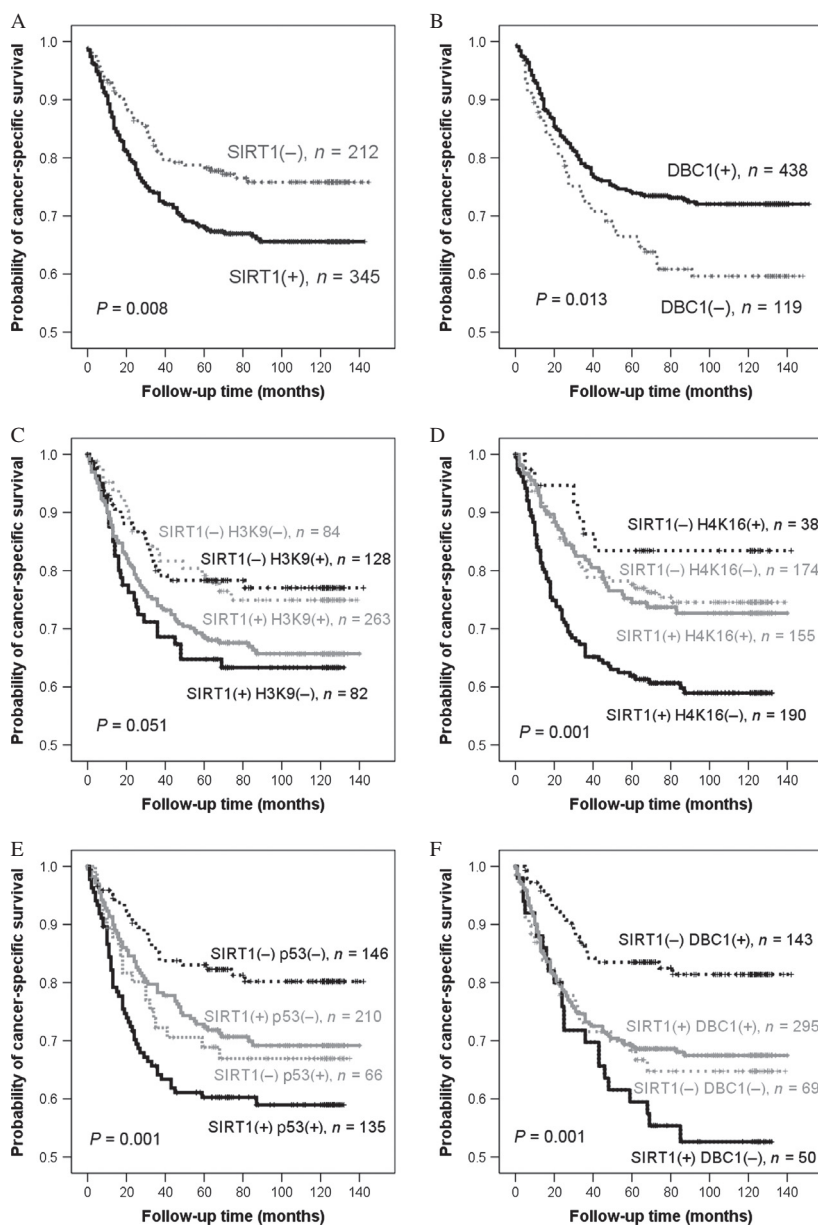 A
Probability of cancer-specific survival
1.0
0.9
0.8
0.7
0.6
0.5
SIRT1(–), n = 212
SIRT1(+), n = 345
P = 0.008
0 20 40 60 80 100 120 140
Follow-up time (months)
B
Probability of cancer-specific survival
1.0
0.9
0.8
0.7
0.6
0.5
DBC1(+), n = 438
DBC1(–), n = 119
P = 0.013
0 20 40 60 80 100 120 140
Follow-up time (months)
C
Probability of cancer-specific survival
1.0
0.9
0.8
0.7
0.6
0.5
SIRT1(–) H3K9(–), n = 84
SIRT1(–) H3K9(+), n = 128
SIRT1(+) H3K9(+), n = 263
SIRT1(+) H3K9(–), n = 82
P = 0.051
0 20 40 60 80 100 120 140
Follow-up time (months)
D
Probability of cancer-specific survival
1.0
0.9
0.8
0.7
0.6
0.5
SIRT1(–) H4K16(+), n = 38
SIRT1(–) H4K16(–), n = 174
SIRT1(+) H4K16(+), n = 155
SIRT1(+) H4K16(–), n = 190
P = 0.001
0 20 40 60 80 100 120 140
Follow-up time (months)
E
Probability of cancer-specific survival
1.0
0.9
0.8
0.7
0.6
0.5
SIRT1(–) p53(–), n = 146
SIRT1(+) p53(–), n = 210
SIRT1(–) p53(+), n = 66
SIRT1(+) p53(+), n = 135
P = 0.001
0 20 40 60 80 100 120 140
Follow-up time (months)
F
Probability of cancer-specific survival
1.0
0.9
0.8
0.7
0.6
0.5
SIRT1(–) DBC1(+), n = 143
SIRT1(+) DBC1(+), n = 295
SIRT1(–) DBC1(–), n = 69
SIRT1(+) DBC1(–), n = 50
P = 0.001
0 20 40 60 80 100 120 140
Follow-up time (months)